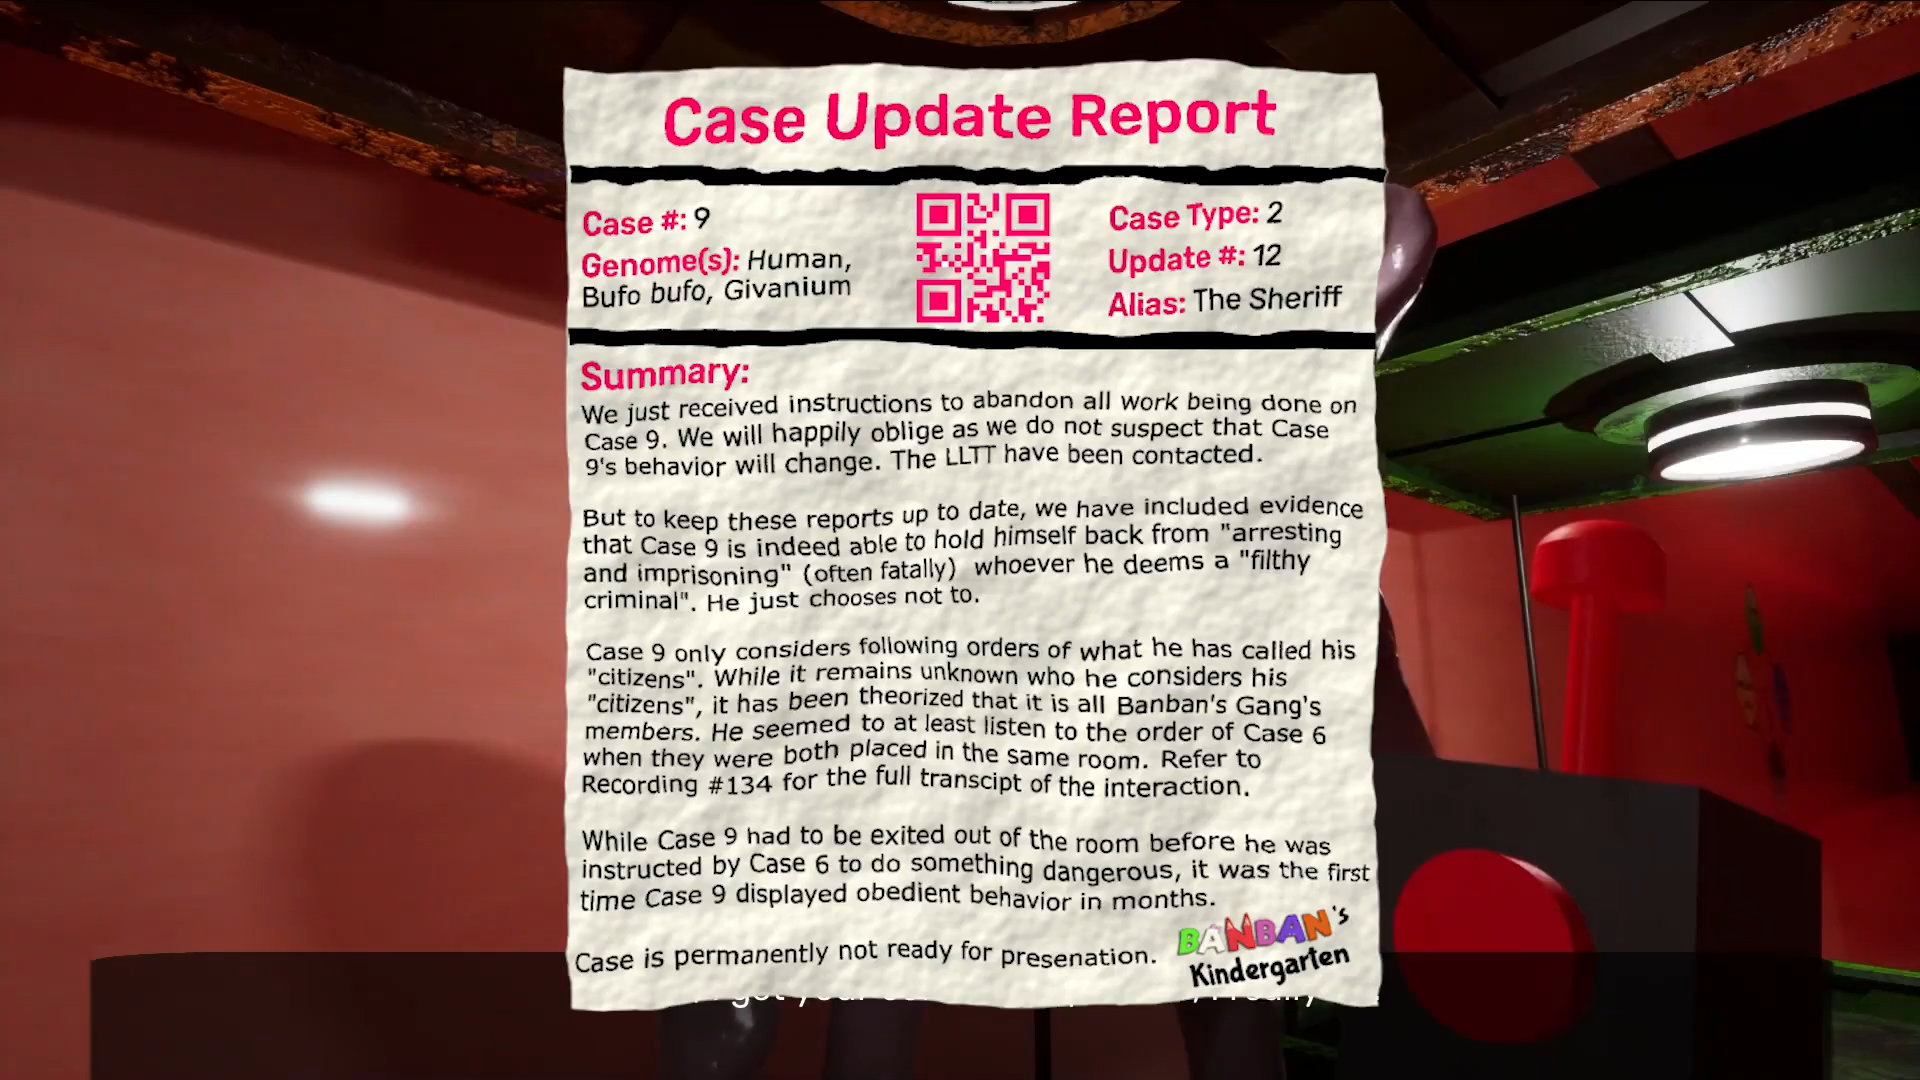 Case Update Report
Case #: 9
Genome(s): Human,
Bufo bufo, Givanium
Case Type: 2
Update #: 12
Alias: The Sheriff
Summary:
We just received instructions to abandon all work being done on
Case 9. We will happily oblige as we do not suspect that Case
9's behavior will change. The LLTT have been contacted.
But to keep these reports up to date, we have included evidence
that Case 9 is indeed able to hold himself back from "arresting
and imprisoning" (often fatally) whoever he deems a "filthy
criminal". He just chooses not to.
Case 9 only considers following orders of what he has called his
"citizens". While it remains unknown who he considers his
"citizens", it has been theorized that it is all Banban's Gang's
members. He seemed to at least listen to the order of Case 6
when they were both placed in the same room. Refer to
Recording #134 for the full transcipt of the interaction.
While Case 9 had to be exited out of the room before he was
instructed by Case 6 to do something dangerous, it was the first
time Case 9 displayed obedient behavior in months.
Case is permanently not ready for presenation.
BANBAN's
Kindergarten